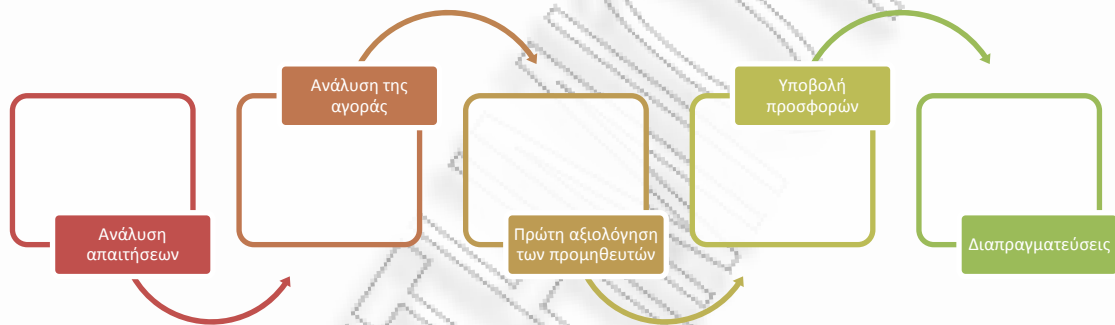 Ανάλυση
απαιτήσεων
Ανάλυση της
αγοράς
Πρώτη αξιολόγηση
των προμηθευτών
Υποβολή
προσφορών
Διαπραγματεύσεις